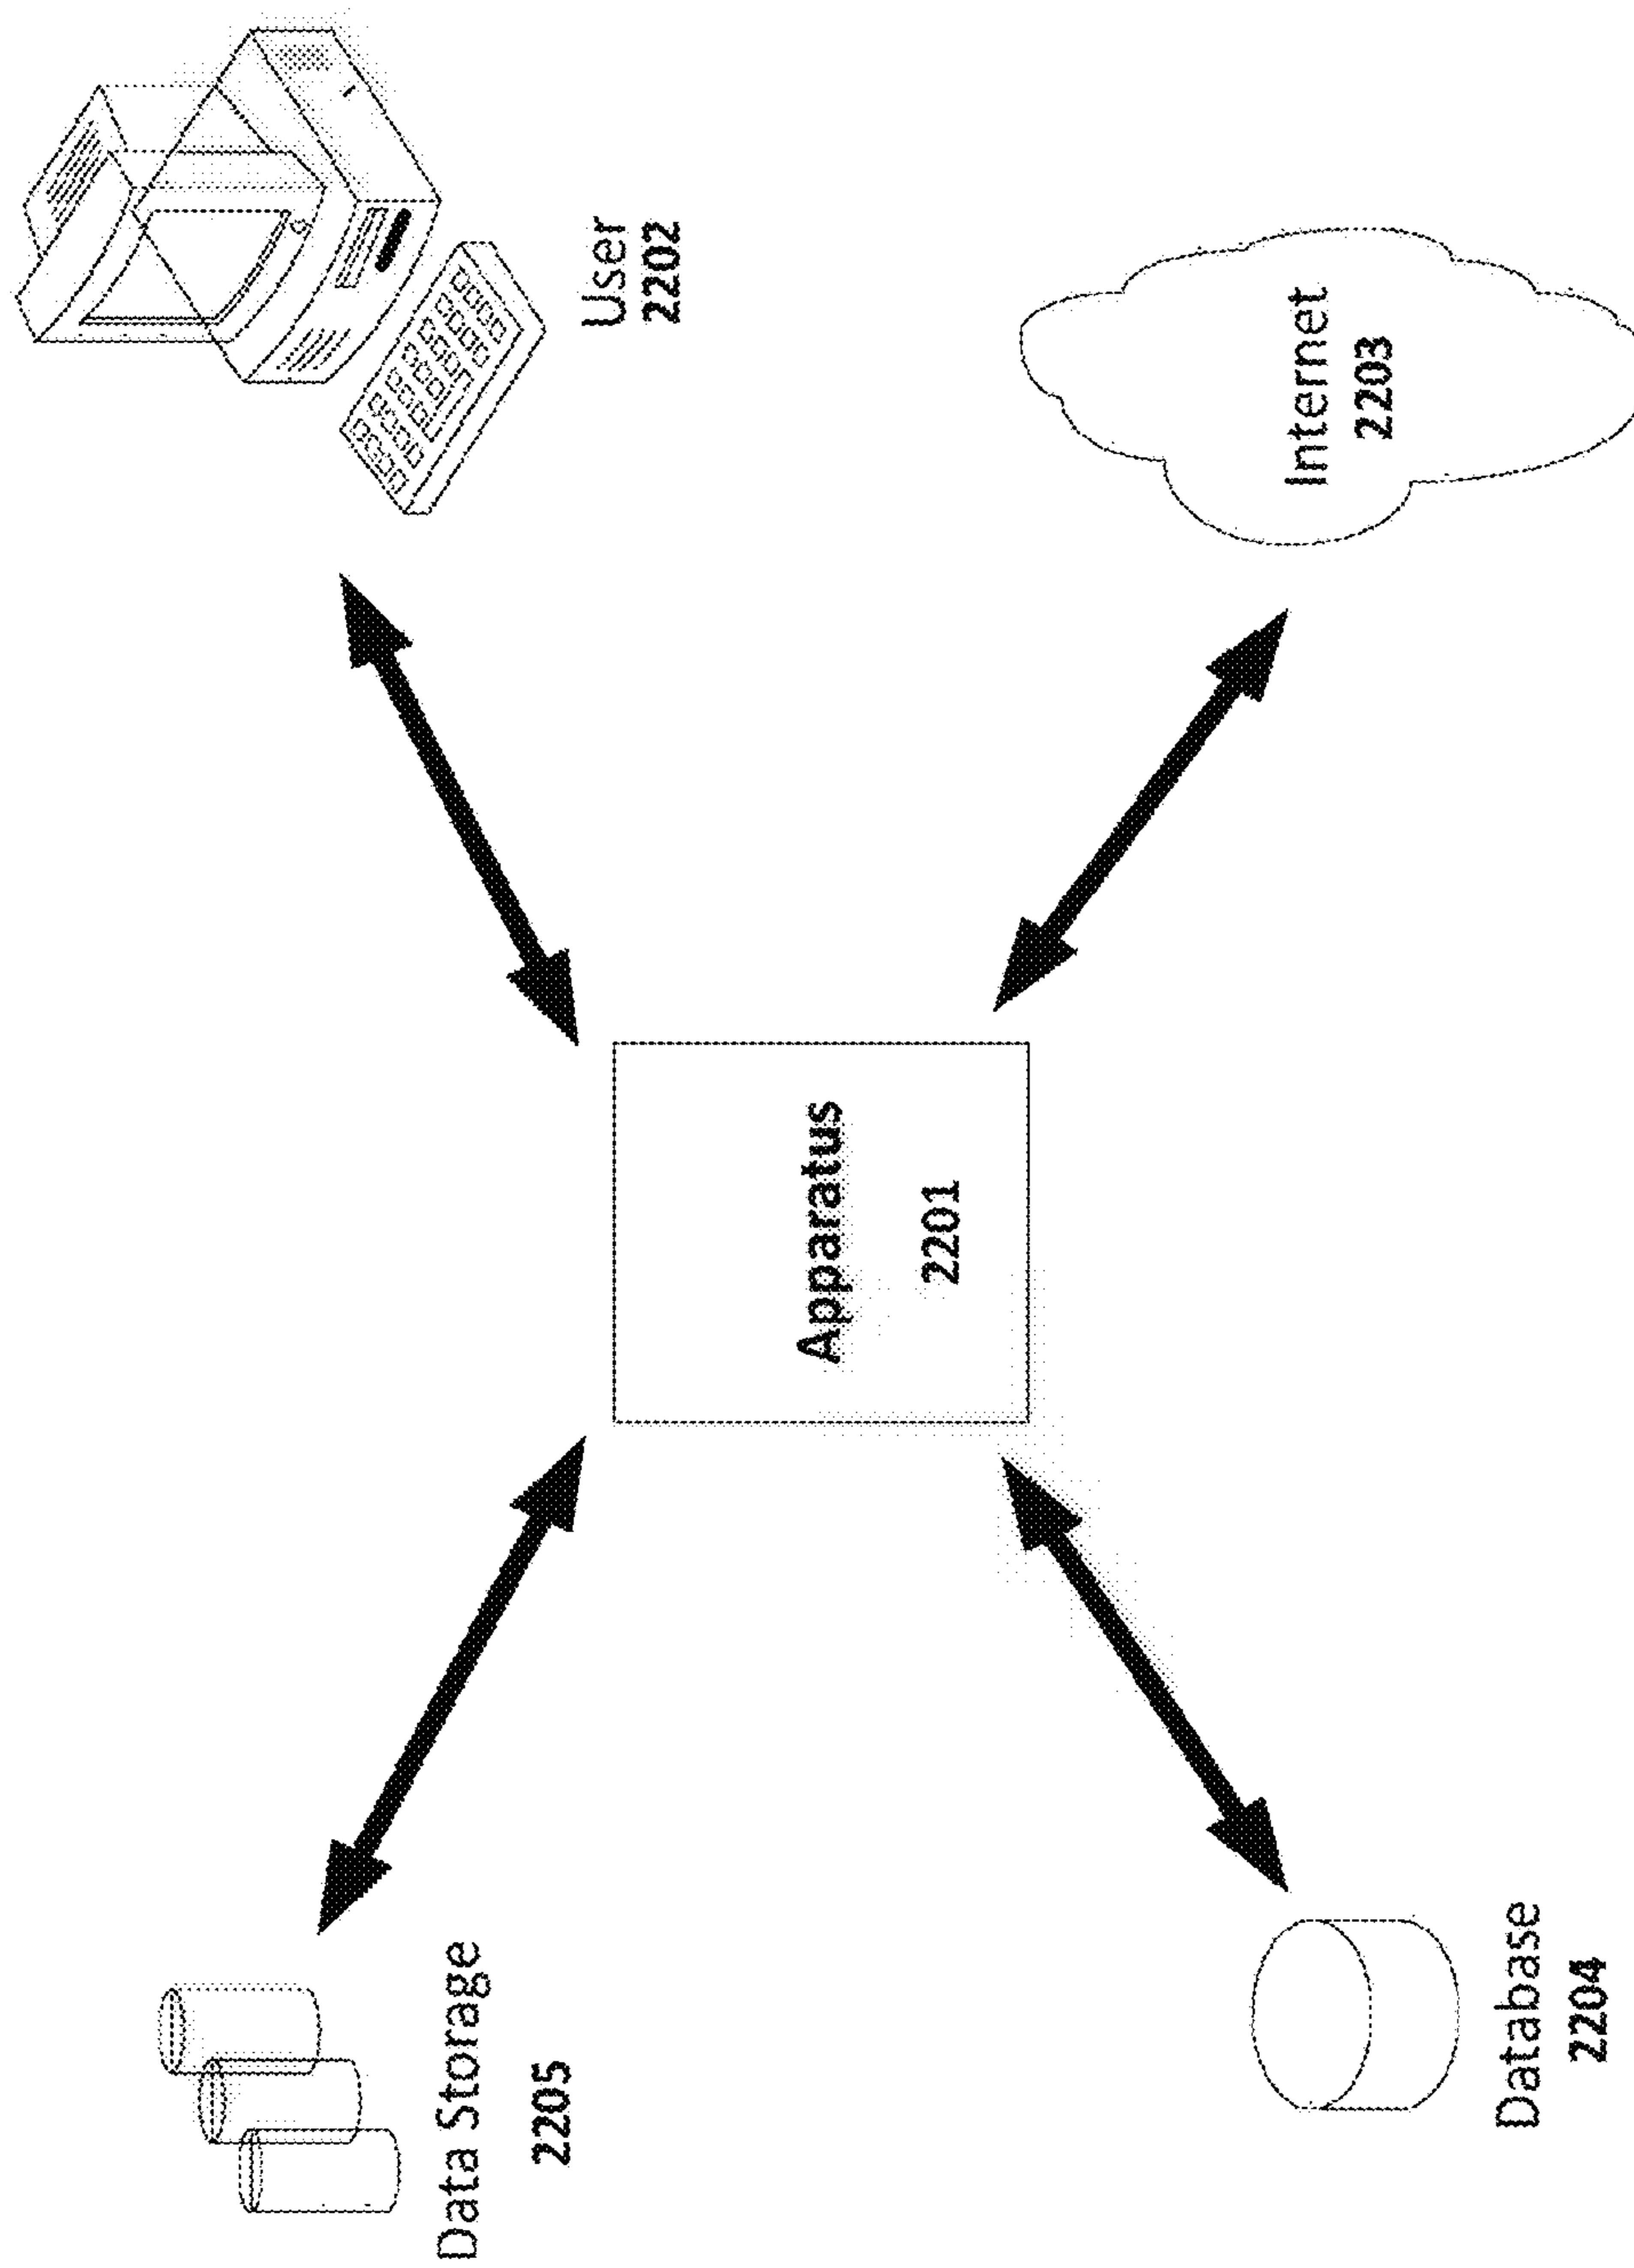 Data Storage
2205
User
2202
Apparatus
2201
Database
2204
Internet
2203